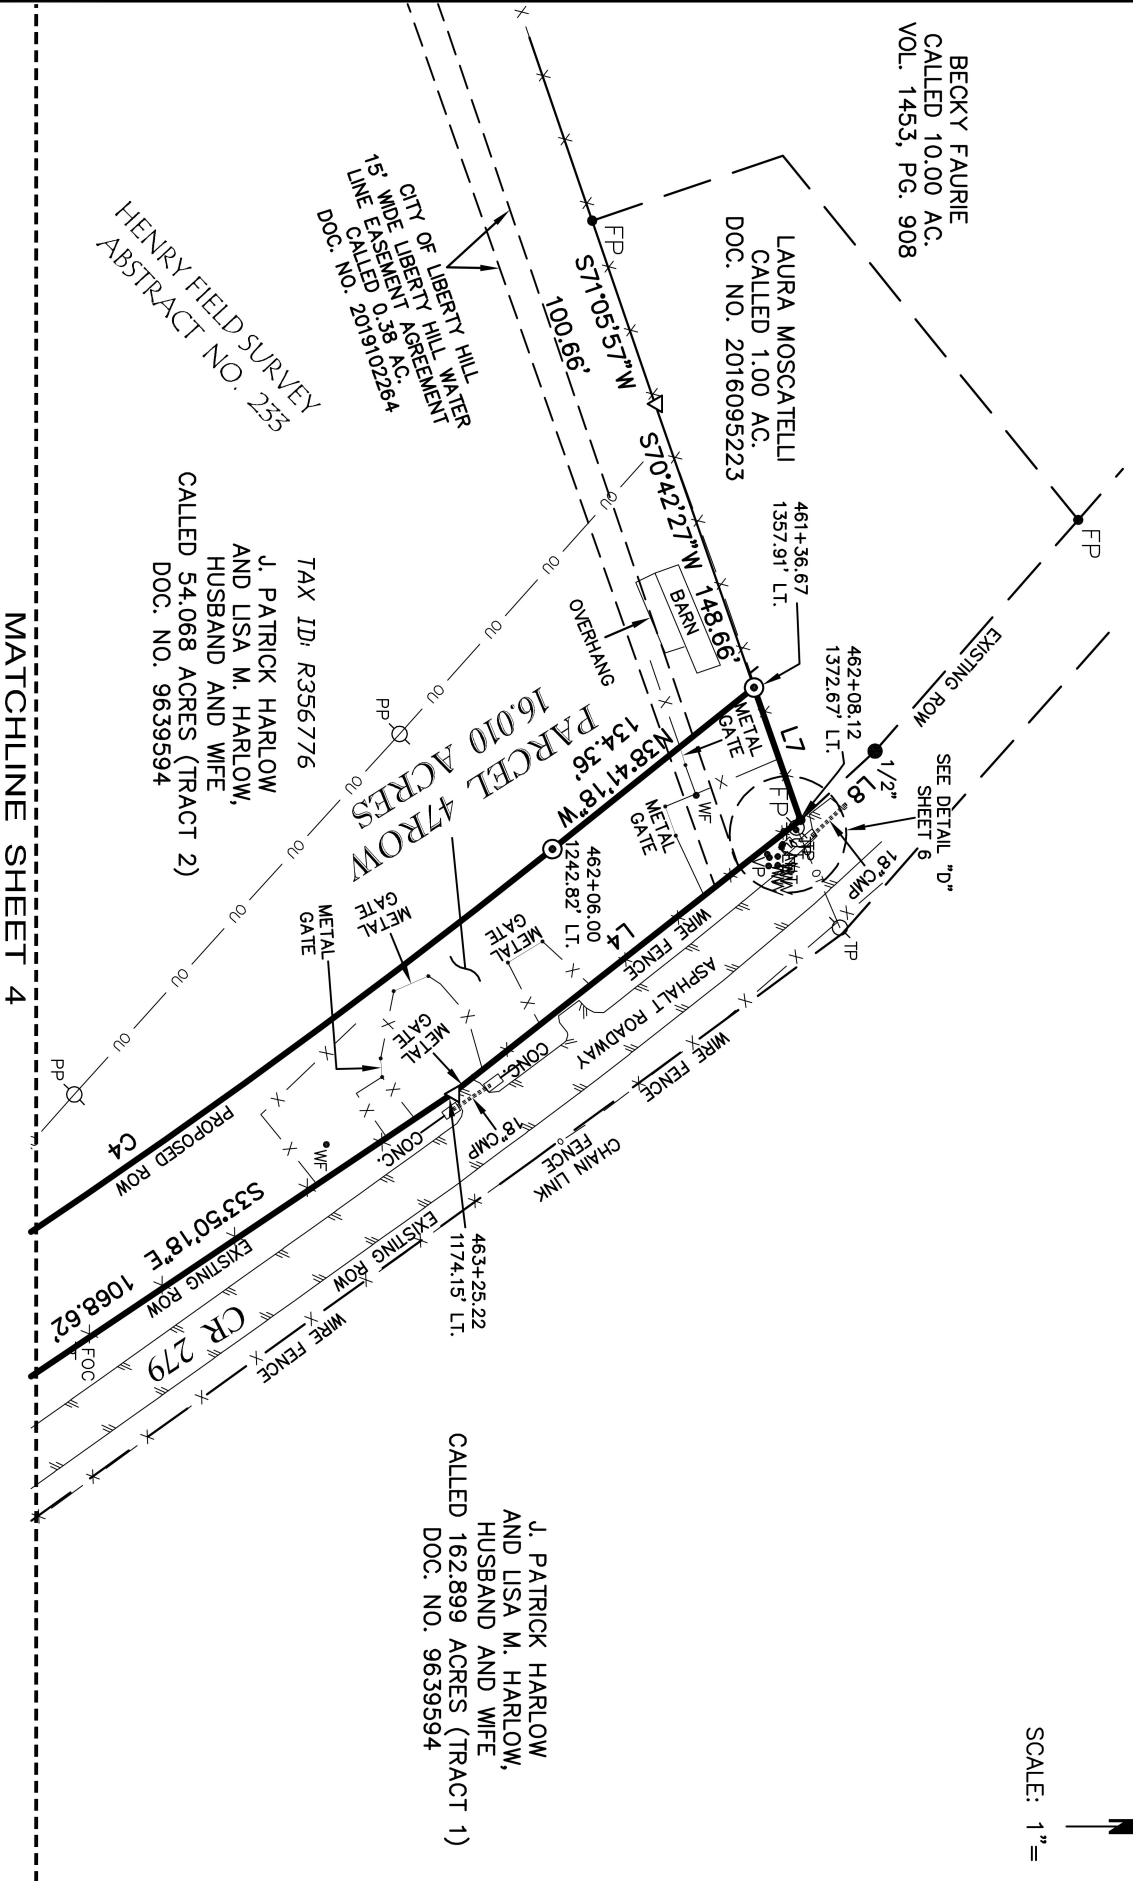 BECKY FAURIE
CALLED 10.00 AC.
VOL. 1453, PG. 908
LAURA MOSCATELLI
CALLED 1.00 AC.
DOC. NO. 2016095223
FP
FP
S71°05'57"W
100.66'
S70°42'27"W 148.66'
CITY OF LIBERTY HILL
15' WIDE LIBERTY HILL WATER
LINE EASEMENT AGREEMENT
CALLED 0.38 AC.
DOC. NO. 2019102264
HENRY FIELD SURVEY
ABSTRACT NO. 233
461+36.67
1357.91' LT.
462+08.12
1372.67' LT.
EXISTING ROW
SEE DETAIL "D"
SHEET 6
1/2"
L8
L7
FP
TP
18"CMP
TP
BARN
OVERHANG
METAL
GATE
METAL
GATE
WF
N38°41'18"W
134.36'
462+06.00
1242.82' LT.
PARCEL 47ROW
16.010 ACRES
TAX ID: R356776
J. PATRICK HARLOW
AND LISA M. HARLOW,
HUSBAND AND WIFE
CALLED 54.068 ACRES (TRACT 2)
DOC. NO. 9639594
OU
OU
OU
OU
OU
OU
OU
PP
PP
L4
WIRE FENCE
ASPHALT ROADWAY
WIRE FENCE
METAL
GATE
METAL
GATE
METAL
GATE
METAL
GATE
CONC.
CONC.
18"CMP
CHAIN LINK
FENCE
463+25.22
1174.15' LT.
WF
C4
PROPOSED ROW
S33°50'18"E 1068.62'
EXISTING ROW
EXISTING ROW
WIRE FENCE
CR 279
FOC
J. PATRICK HARLOW
AND LISA M. HARLOW,
HUSBAND AND WIFE
CALLED 162.899 ACRES (TRACT 1)
DOC. NO. 9639594
SCALE: 1"=
MATCHLINE SHEET 4